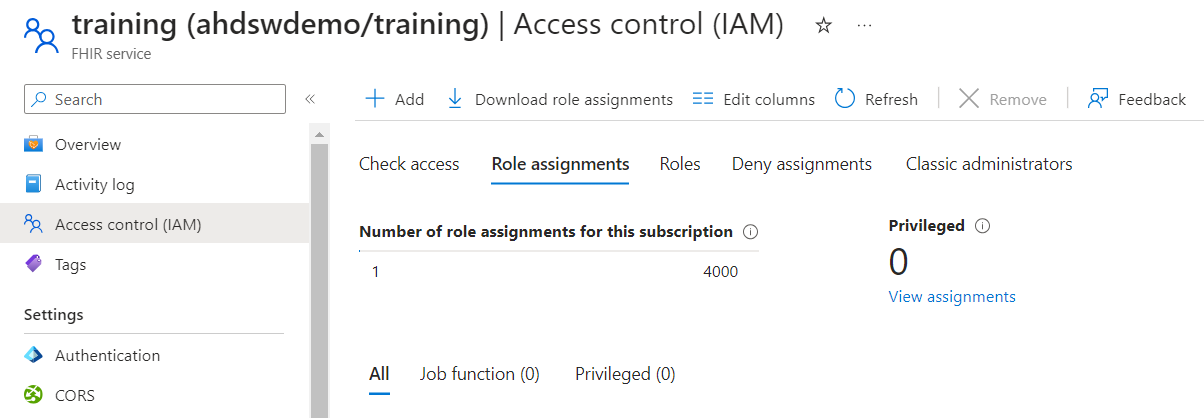 training (ahdswdemo/training) | Access control (IAM)
FHIR service
Search
Add
Download role assignments
Edit columns
Refresh
Remove
Feedback
Overview
Activity log
Access control (IAM)
Tags
Settings
Authentication
CORS
Check access
Role assignments
Roles
Deny assignments
Classic administrators
Number of role assignments for this subscription
1
4000
Privileged
0
View assignments
All
Job function (0)
Privileged (0)